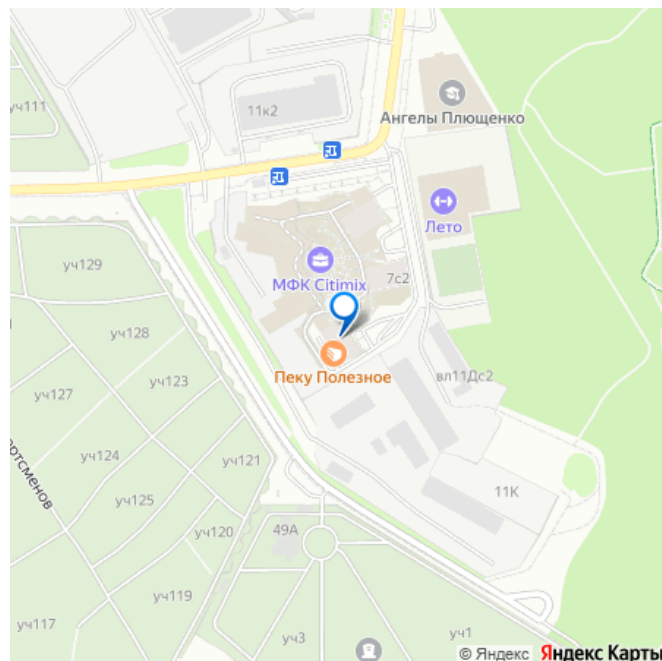 уч111
11к2
Ангелы Плющенко
Лето
уч129
МФК Citimix
7с2
уч128
Пеку Полезное
вл11Дс2
уч127
уч123
уч124
уч121
ртсменов
уч125
11К
уч120
49А
уч119
уч117
уч3
уч1
© Яндекс Яндекс Карты